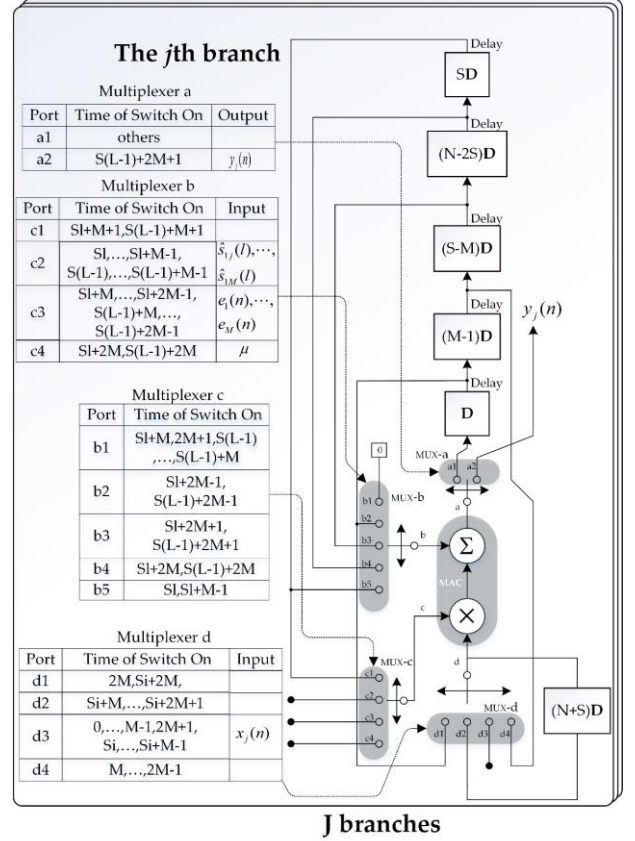 The jth branch
Multiplexer a
Port Time of Switch On Output
a1 others
a2 S(L-1)+2M+1 y_j(n)
Multiplexer b
Port Time of Switch On Input
c1 Sl+M+1,S(L-1)+M+1
c2 Sl,...,Sl+M-1, S(L-1),...,S(L-1)+M-1 ŝ_{1j}(l),⋯, ŝ_{1M}(l)
c3 Sl+M,...,Sl+2M-1, S(L-1)+M,..., S(L-1)+2M-1 e_1(n),⋯, e_M(n)
c4 Sl+2M,S(L-1)+2M μ
Multiplexer c
Port Time of Switch On
b1 Sl+M,2M+1,S(L-1) ,...,S(L-1)+M
b2 Sl+2M-1, S(L-1)+2M-1
b3 Sl+2M+1, S(L-1)+2M+1
b4 Sl+2M,S(L-1)+2M
b5 Sl,Sl+M-1
Multiplexer d
Port Time of Switch On Input
d1 2M,Si+2M,
d2 Si+M,...,Si+2M+1
d3 0,...,M-1,2M+1, Si,...,Si+M-1 x_j(n)
d4 M,...,2M-1
Delay
SD
Delay
(N-2S)D
Delay
(S-M)D
Delay
(M-1)D
y_j(n)
Delay
D
MUX-a
a1 a2
a
0
MUX-b
b1
b2
b3
b4
b5
b
Σ
MAC
×
c
d
MUX-c
c1
c2
c3
c4
MUX-d
d1 d2 d3 d4
(N+S)D
J branches